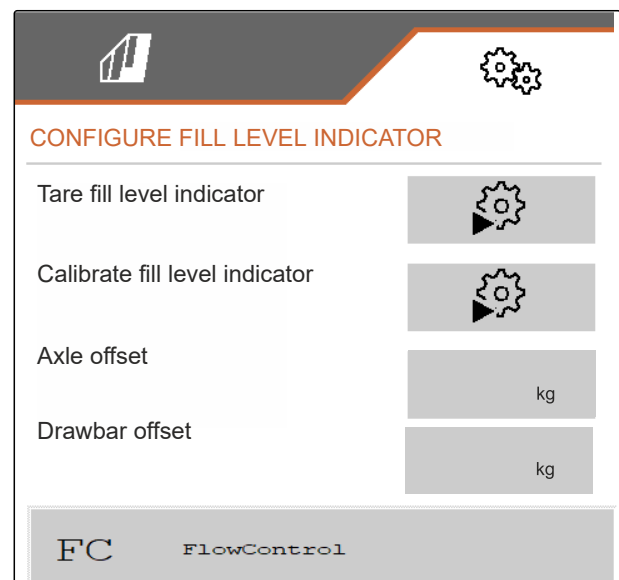 CONFIGURE FILL LEVEL INDICATOR
Tare fill level indicator
Calibrate fill level indicator
Axle offset
kg
Drawbar offset
kg
FC FlowControl